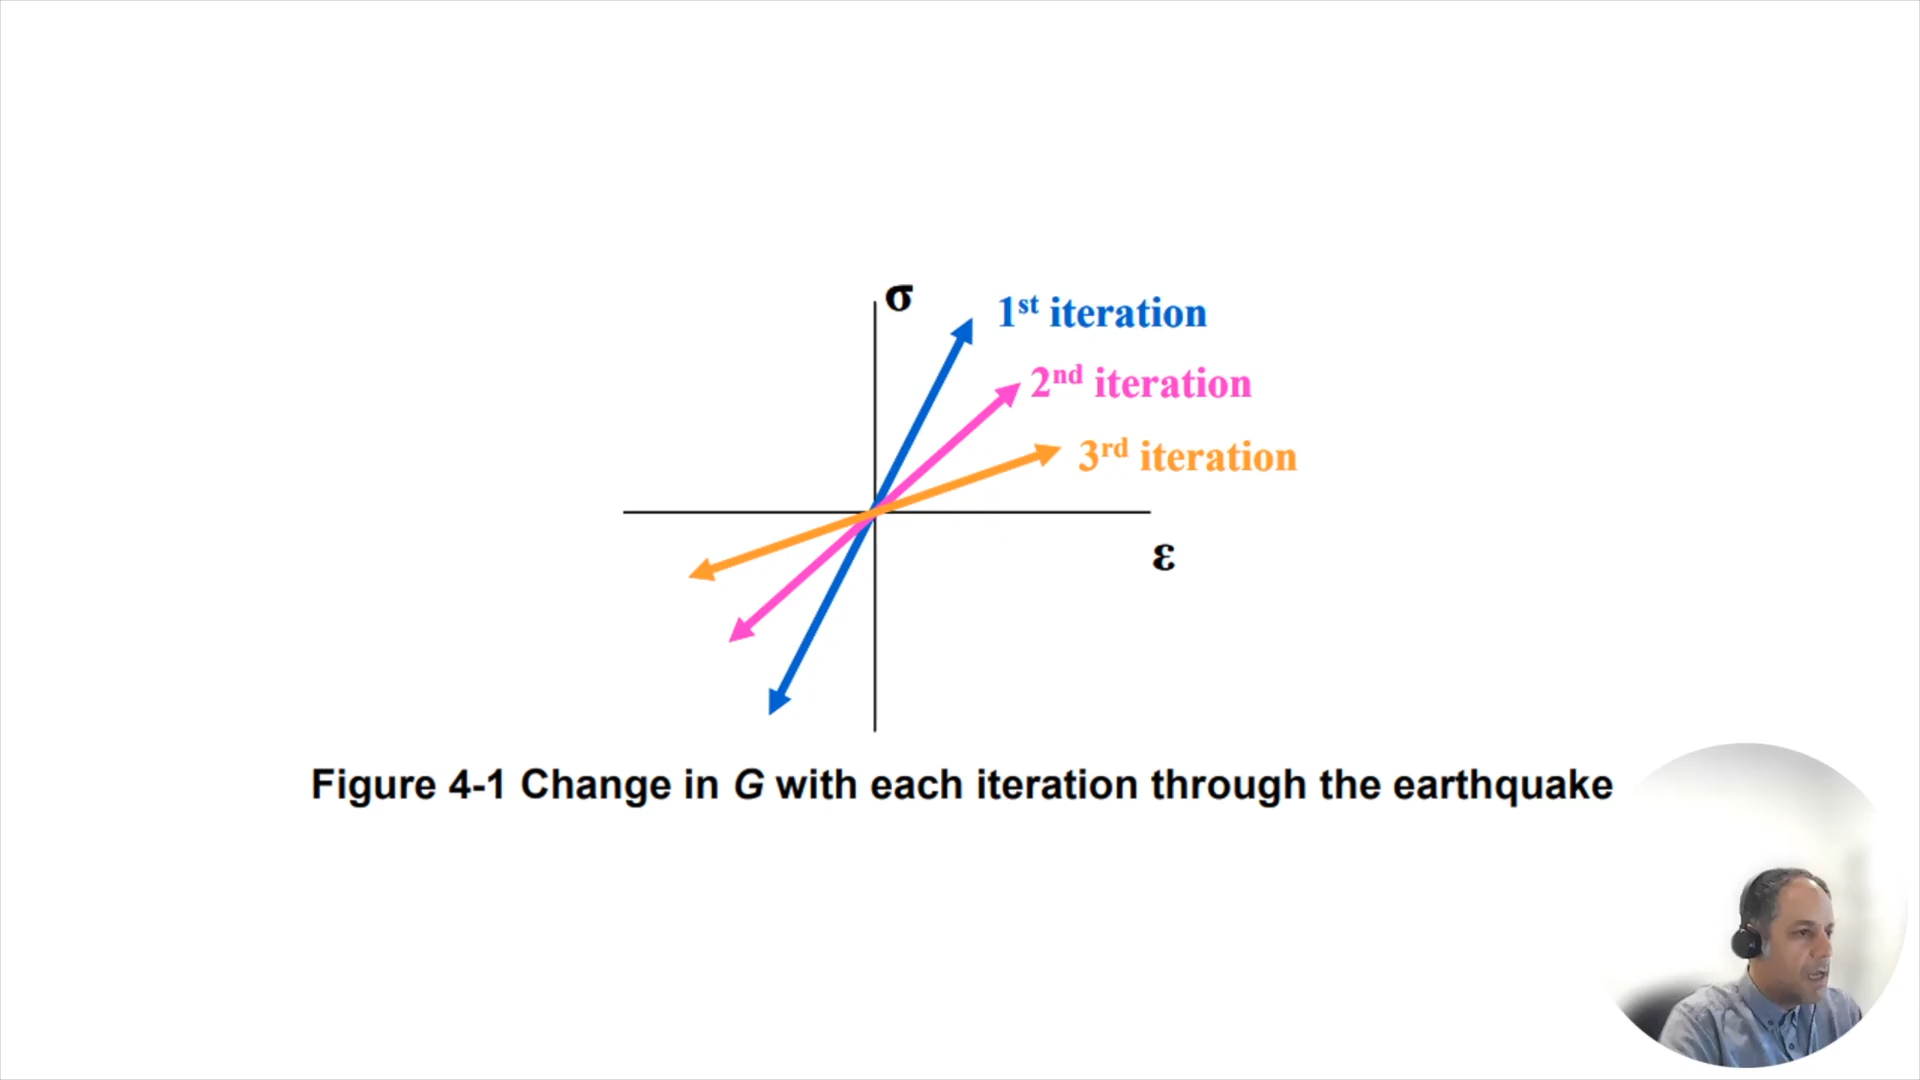 σ
1st iteration
2nd iteration
3rd iteration
ε
Figure 4-1 Change in G with each iteration through the earthquake